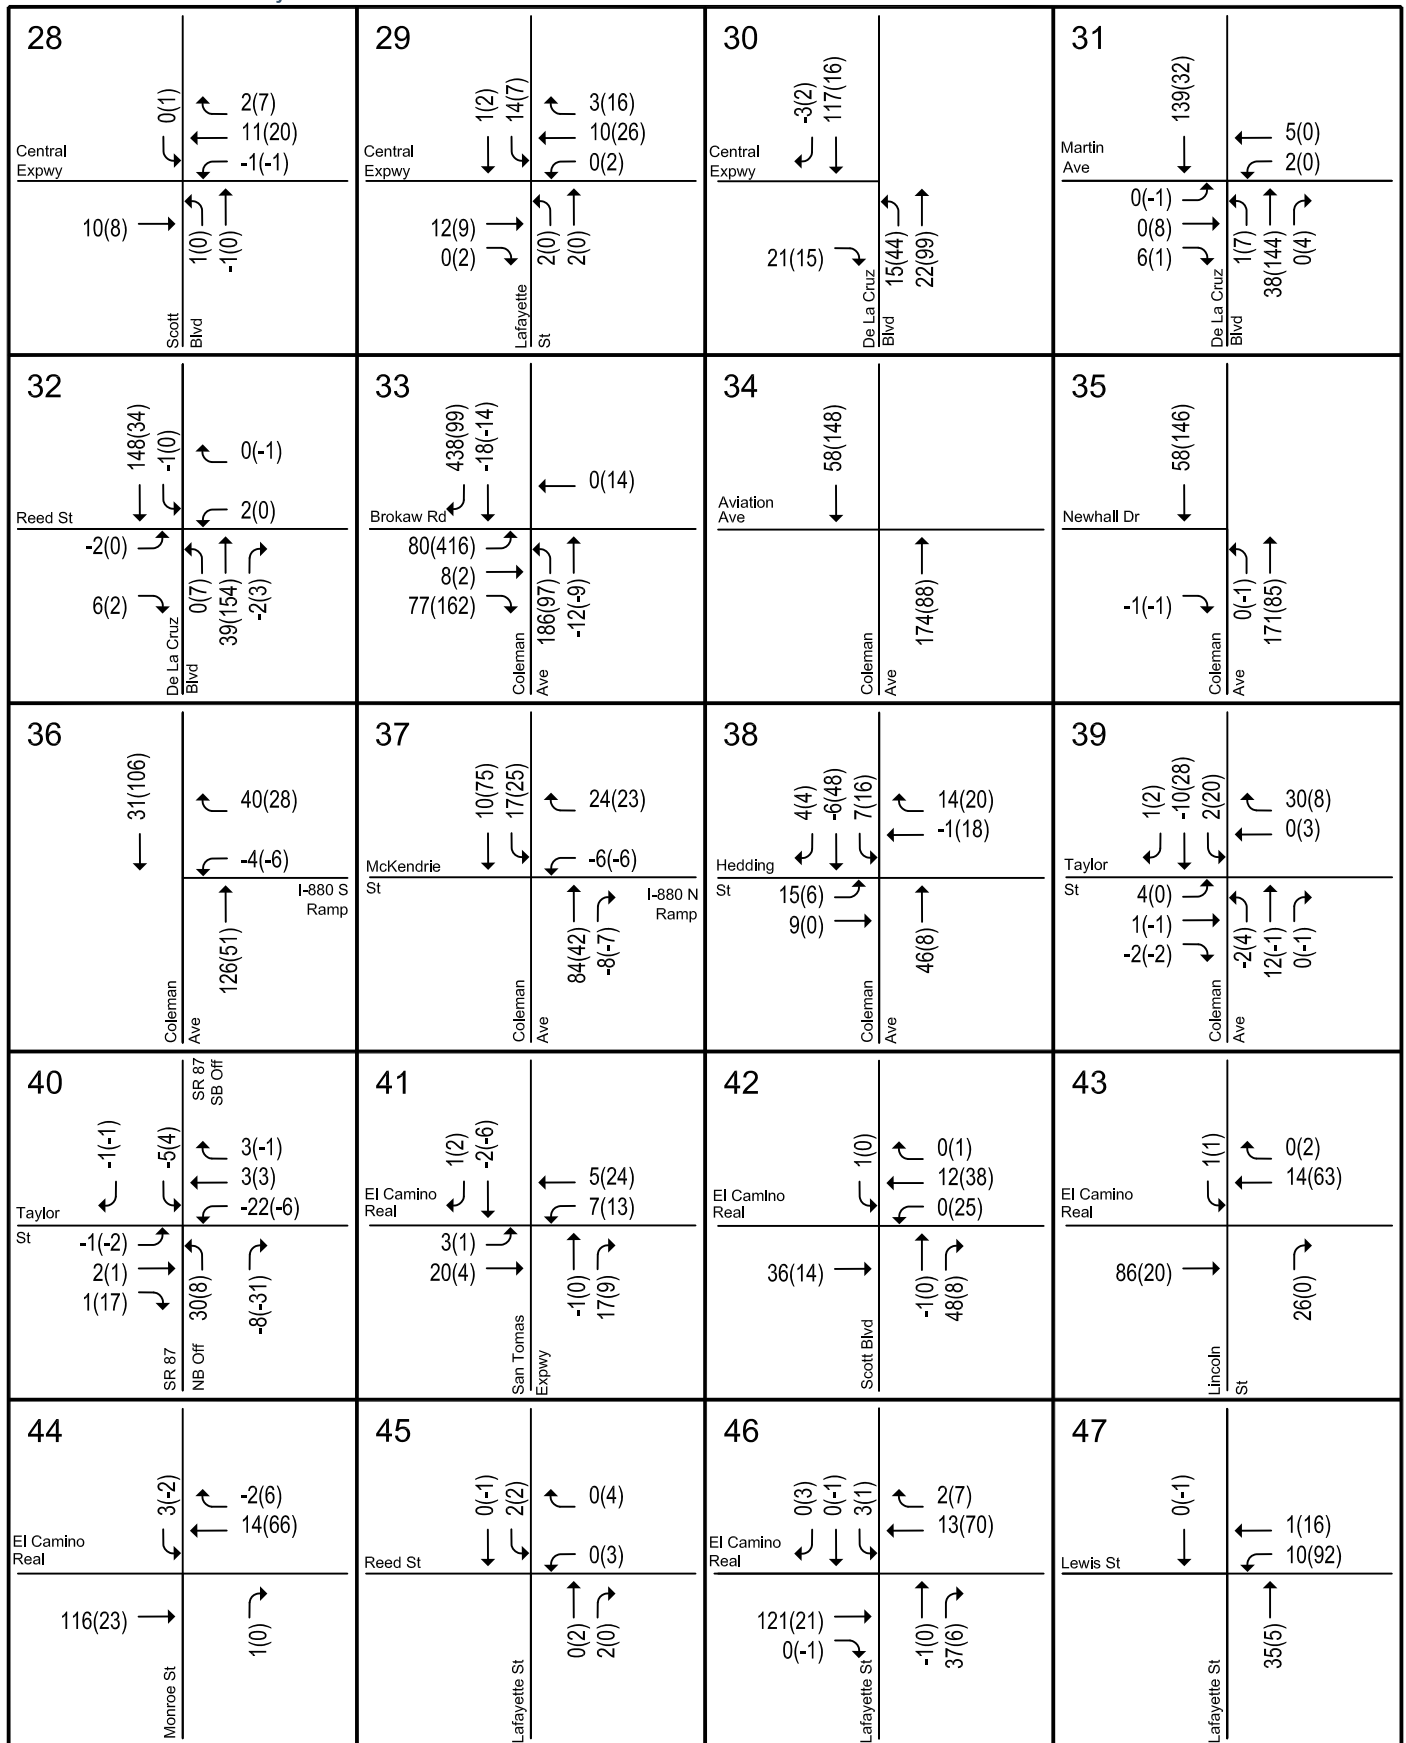 28
0(1)
2(7)
11(20)
-1(-1)
Central
Expwy
10(8)
1(0)
-1(0)
Scott
Blvd
29
1(2)
14(7)
3(16)
10(26)
0(2)
Central
Expwy
12(9)
0(2)
2(0)
2(0)
Lafayette
St
30
-3(2)
117(16)
Central
Expwy
21(15)
15(44)
22(99)
De La Cruz
Blvd
31
139(32)
5(0)
2(0)
Martin
Ave
0(-1)
0(8)
6(1)
1(7)
38(144)
0(4)
De La Cruz
Blvd
32
148(34)
-1(0)
0(-1)
2(0)
Reed St
-2(0)
6(2)
0(7)
39(154)
-2(3)
De La Cruz
Blvd
33
438(99)
-18(-14)
0(14)
Brokaw Rd
80(416)
8(2)
77(162)
186(97)
-12(-9)
Coleman
Ave
34
58(148)
Aviation
Ave
174(88)
Coleman
Ave
35
58(146)
Newhall Dr
-1(-1)
0(-1)
171(85)
Coleman
Ave
36
31(106)
40(28)
-4(-6)
I-880 S
Ramp
126(51)
Coleman
Ave
37
10(75)
17(25)
24(23)
-6(-6)
McKendrie
St
I-880 N
Ramp
84(42)
-8(-7)
Coleman
Ave
38
4(4)
-6(48)
7(16)
14(20)
-1(18)
Hedding
St
15(6)
9(0)
46(8)
Coleman
Ave
39
1(2)
-10(28)
2(20)
30(8)
0(3)
Taylor
St
4(0)
1(-1)
-2(-2)
-2(4)
12(-1)
0(-1)
Coleman
Ave
40
SR 87
SB Off
-1(-1)
-5(4)
3(-1)
3(3)
-22(-6)
Taylor
St
-1(-2)
2(1)
1(17)
30(8)
-8(-31)
SR 87
NB Off
41
1(2)
-2(-6)
5(24)
7(13)
El Camino
Real
3(1)
20(4)
-1(0)
17(9)
San Tomas
Expwy
42
1(0)
0(1)
12(38)
0(25)
El Camino
Real
36(14)
-1(0)
48(8)
Scott Blvd
43
1(1)
0(2)
14(63)
El Camino
Real
86(20)
26(0)
Lincoln
St
44
3(-2)
-2(6)
14(66)
El Camino
Real
116(23)
1(0)
Monroe St
45
0(-1)
2(2)
0(4)
0(3)
Reed St
0(2)
2(0)
Lafayette St
46
0(3)
0(-1)
3(1)
2(7)
13(70)
El Camino
Real
121(21)
0(-1)
-1(0)
37(6)
Lafayette St
47
0(-1)
1(16)
10(92)
Lewis St
35(5)
Lafayette St